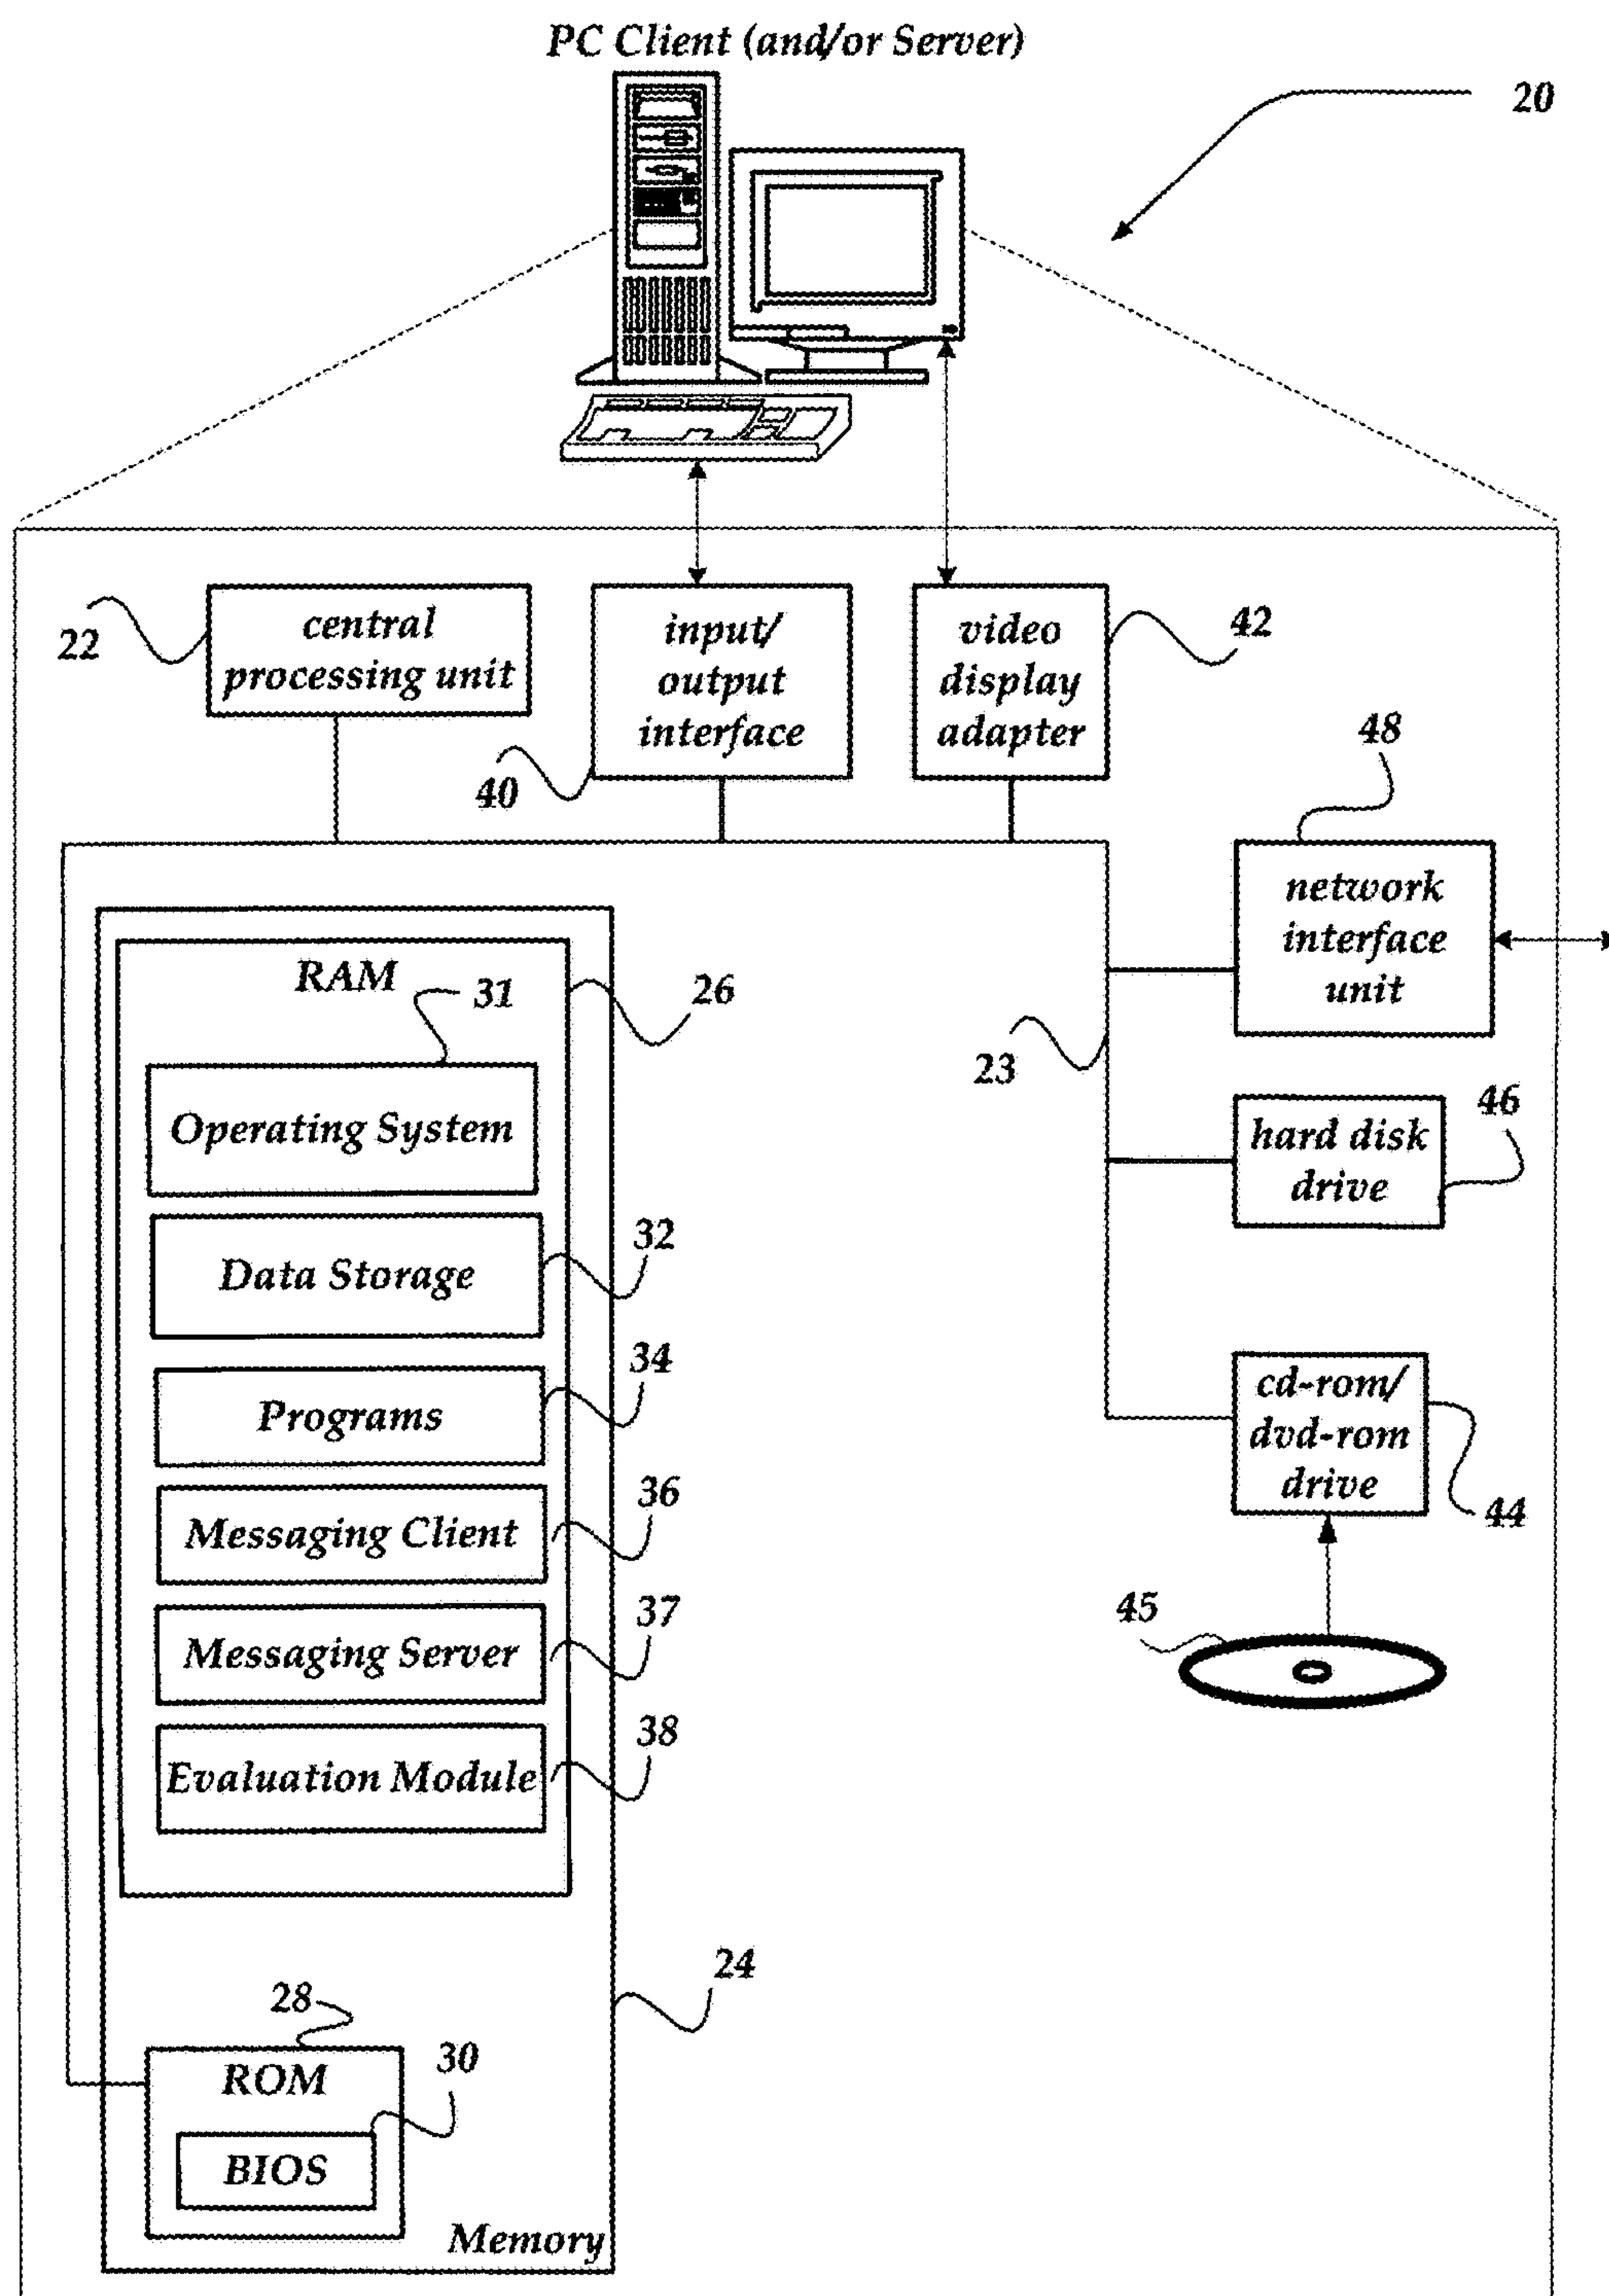 PC Client (and/or Server)
20
central
processing unit
22
input/
output
interface
40
video
display
adapter
42
48
network
interface
unit
23
46
hard disk
drive
cd-rom/
dvd-rom
drive
44
45
RAM
31
26
Operating System
Data Storage
32
Programs
34
Messaging Client
36
Messaging Server
37
Evaluation Module
38
24
28
ROM
30
BIOS
Memory